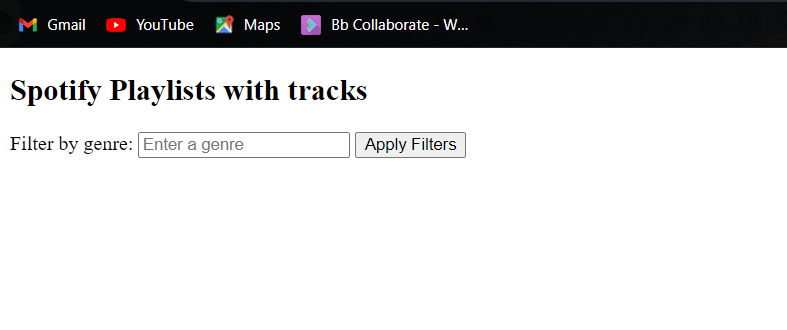 Gmail YouTube Maps Bb Collaborate - W...
Spotify Playlists with tracks
Filter by genre: Enter a genre Apply Filters